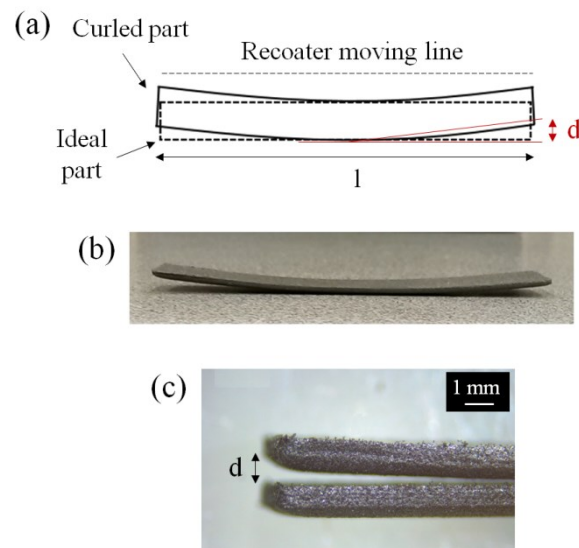 (a)
Curled part
Recoater moving line
Ideal
part
d
l
(b)
(c)
1 mm
d